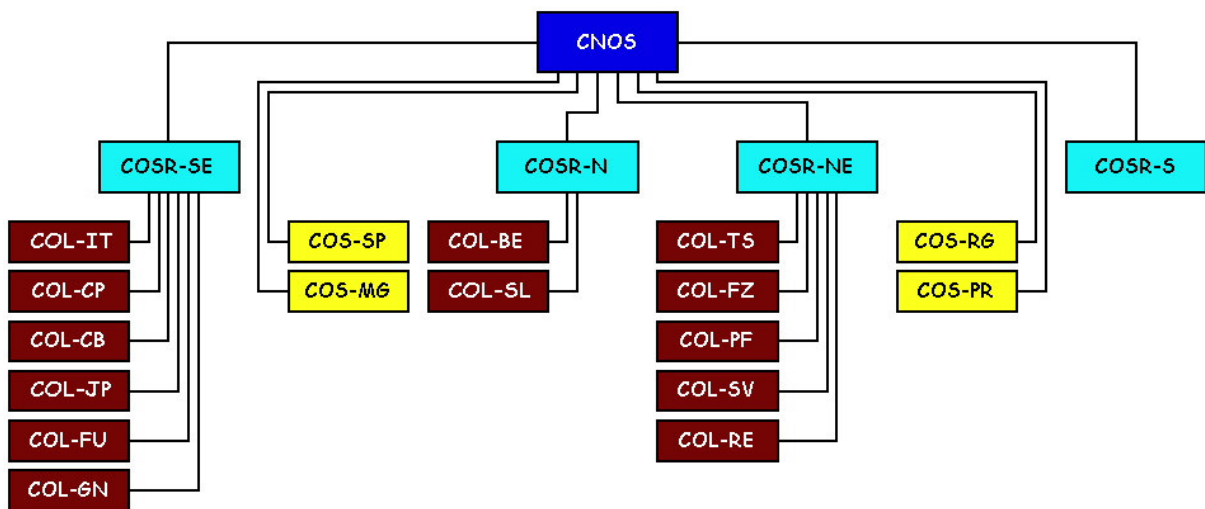 CNOS
COSR-SE
COSR-N
COSR-NE
COSR-S
COL-IT
COS-SP
COL-BE
COL-TS
COS-RG
COL-CP
COS-MG
COL-SL
COL-FZ
COS-PR
COL-CB
COL-PF
COL-JP
COL-SV
COL-FU
COL-RE
COL-GN